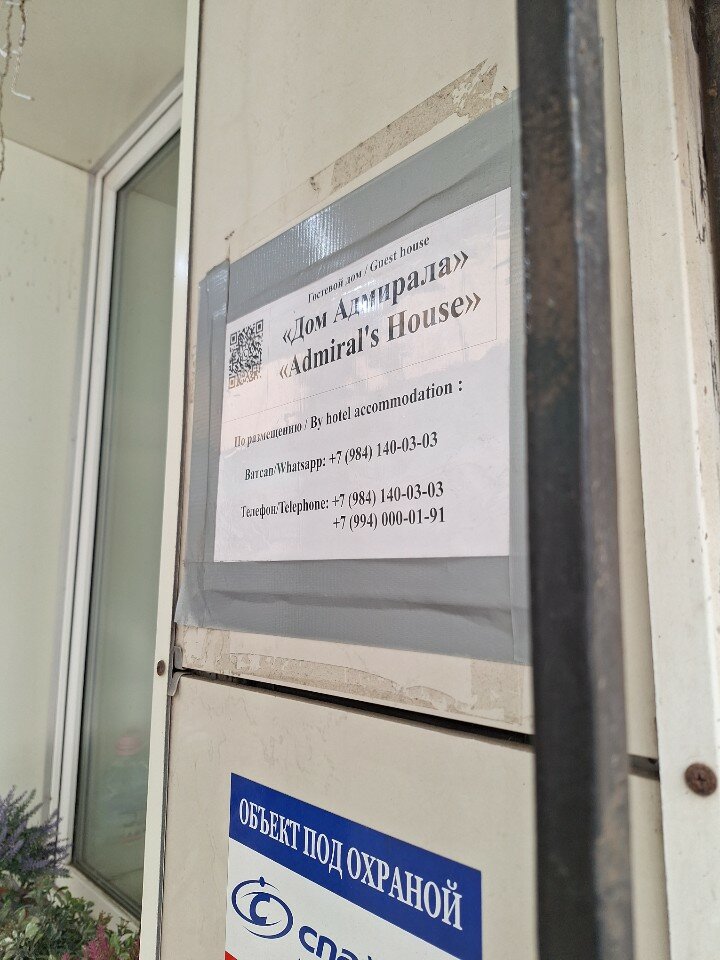 Гостевой дом / Guest house
«Дом Адмирала»
«Admiral's House»
По размещению / By hotel accommodation :
Ватсап/Whatsapp: +7 (984) 140-03-03
Телефон/Telephone: +7 (984) 140-03-03
+7 (994) 000-01-91
ОБЪЕКТ ПОД ОХРАНОЙ